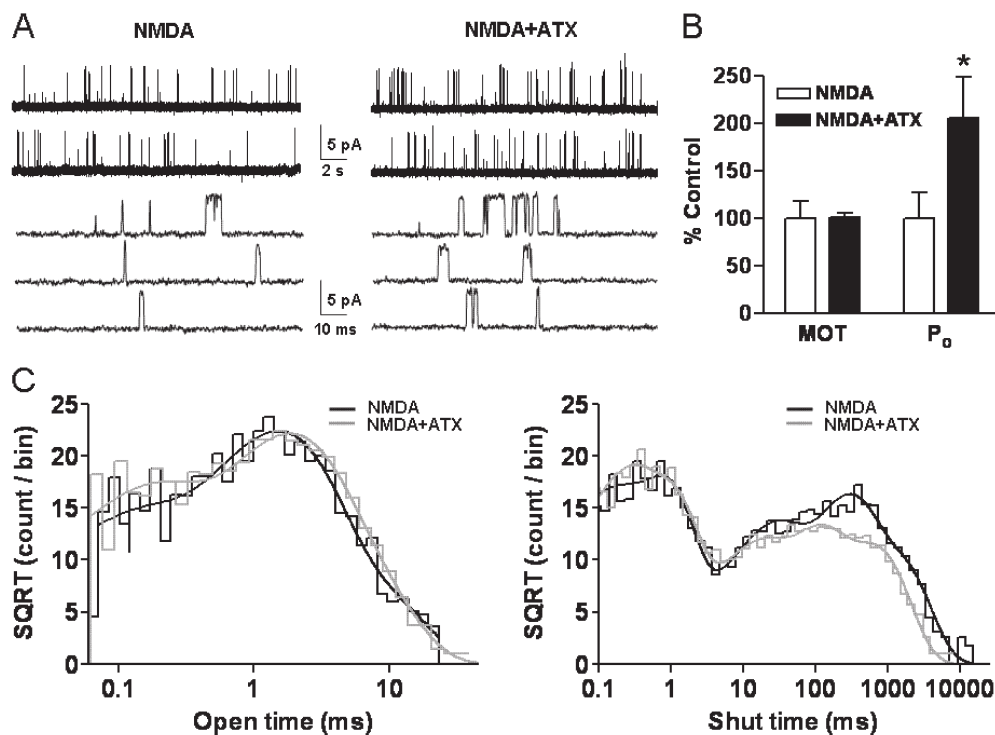 A
NMDA
NMDA+ATX
5 pA
2 s
5 pA
10 ms
B
250
200
150
100
50
0
% Control
NMDA
NMDA+ATX
*
MOT
Po
C
25
20
15
10
5
0
SQRT (count / bin)
NMDA
NMDA+ATX
0.1
1
10
Open time (ms)
25
20
15
10
5
0
SQRT (count / bin)
NMDA
NMDA+ATX
0.1
1
10
100
1000
10000
Shut time (ms)